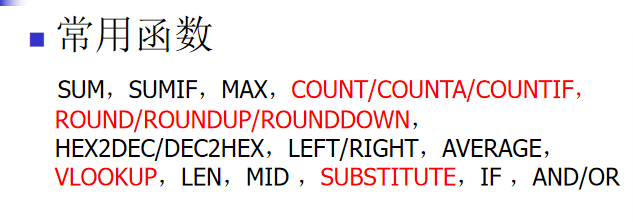 常用函数
SUM，SUMIF，MAX，COUNT/COUNTA/COUNTIF，
ROUND/ROUNDUP/ROUNDDOWN，
HEX2DEC/DEC2HEX，LEFT/RIGHT，AVERAGE，
VLOOKUP，LEN，MID ，SUBSTITUTE，IF ，AND/OR